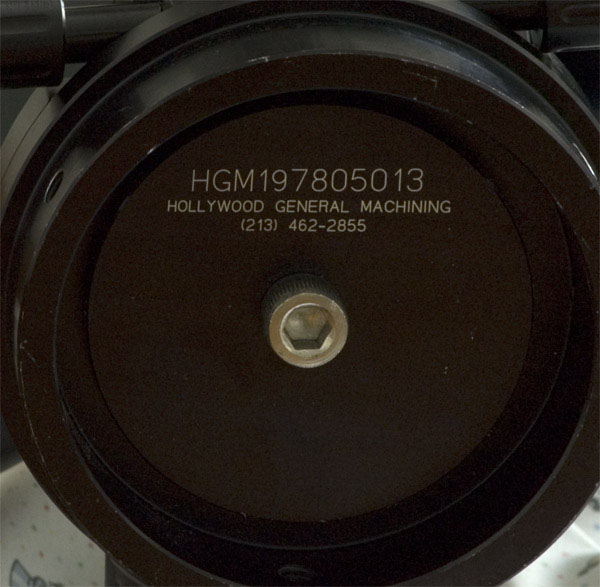 HGM197805013
HOLLYWOOD GENERAL MACHINING
(213) 462-2855